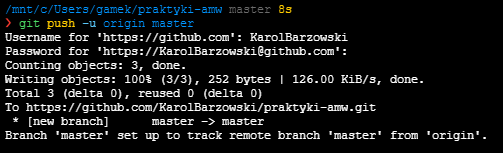 /mnt/c/Users/gamek/praktyki-amw master 8s
❯ git push -u origin master
Username for 'https://github.com': KarolBarzowski
Password for 'https://KarolBarzowski@github.com':
Counting objects: 3, done.
Writing objects: 100% (3/3), 252 bytes | 126.00 KiB/s, done.
Total 3 (delta 0), reused 0 (delta 0)
To https://github.com/KarolBarzowski/praktyki-amw.git
 * [new branch]      master -> master
Branch 'master' set up to track remote branch 'master' from 'origin'.